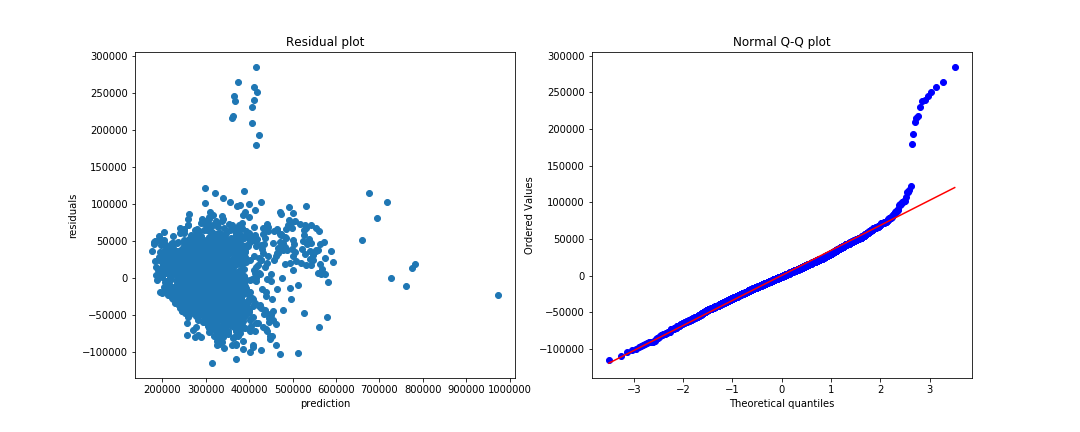 Residual plot
300000
250000
200000
150000
100000
50000
0
−50000
−100000
residuals
200000 300000 400000 500000 600000 700000 800000 9000000 1000000
prediction
Normal Q-Q plot
300000
250000
200000
150000
100000
50000
0
−50000
−100000
Ordered Values
−3 −2 −1 0 1 2 3
Theoretical quantiles